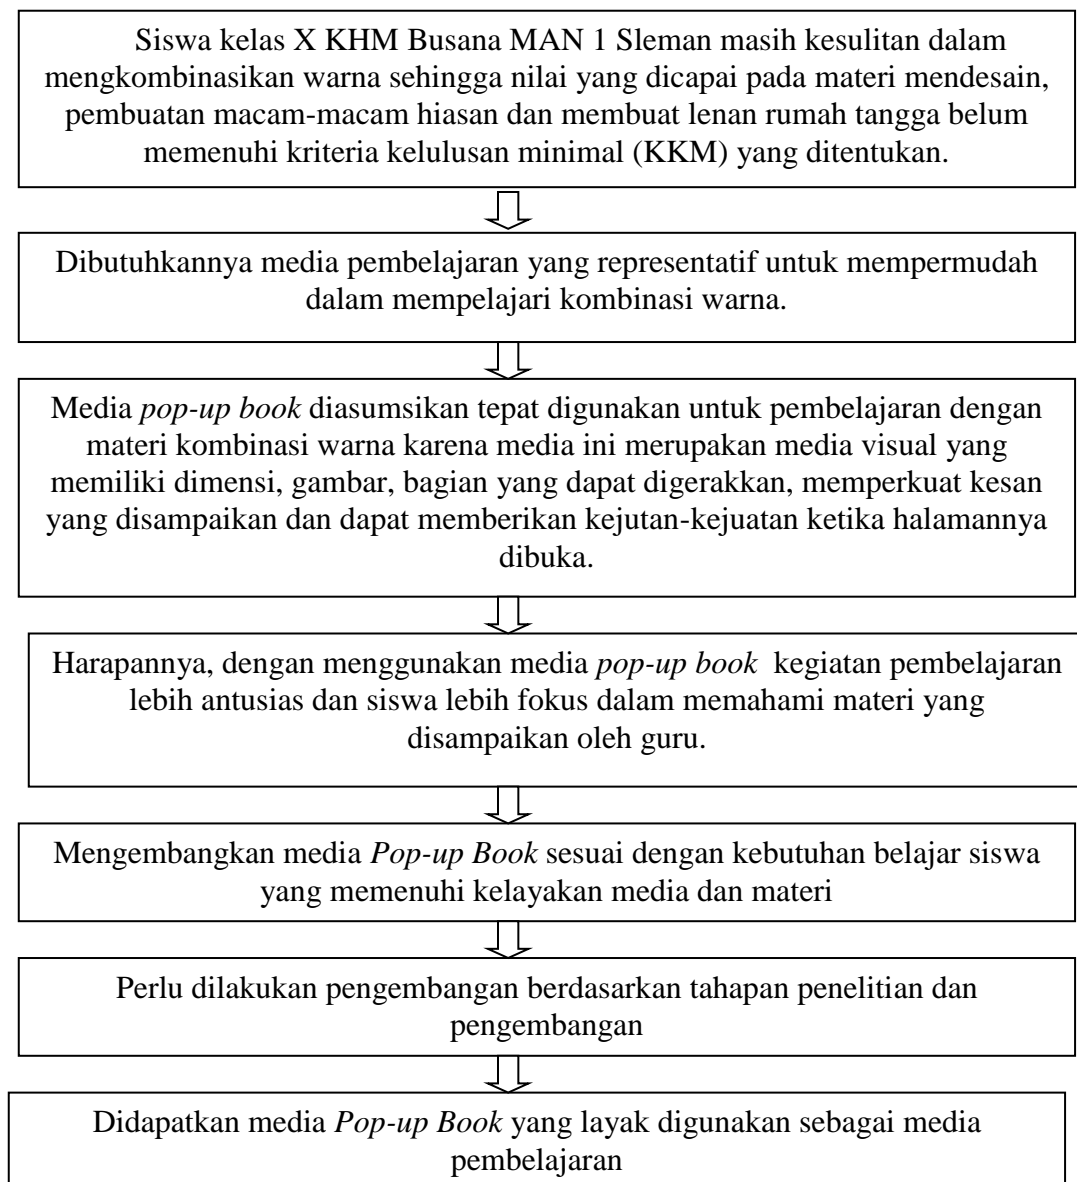 Siswa kelas X KHM Busana MAN 1 Sleman masih kesulitan dalam
mengkombinasikan warna sehingga nilai yang dicapai pada materi mendesain,
pembuatan macam-macam hiasan dan membuat lenan rumah tangga belum
memenuhi kriteria kelulusan minimal (KKM) yang ditentukan.
Dibutuhkannya media pembelajaran yang representatif untuk mempermudah
dalam mempelajari kombinasi warna.
Media pop-up book diasumsikan tepat digunakan untuk pembelajaran dengan
materi kombinasi warna karena media ini merupakan media visual yang
memiliki dimensi, gambar, bagian yang dapat digerakkan, memperkuat kesan
yang disampaikan dan dapat memberikan kejutan-kejuatan ketika halamannya
dibuka.
Harapannya, dengan menggunakan media pop-up book kegiatan pembelajaran
lebih antusias dan siswa lebih fokus dalam memahami materi yang
disampaikan oleh guru.
Mengembangkan media Pop-up Book sesuai dengan kebutuhan belajar siswa
yang memenuhi kelayakan media dan materi
Perlu dilakukan pengembangan berdasarkan tahapan penelitian dan
pengembangan
Didapatkan media Pop-up Book yang layak digunakan sebagai media
pembelajaran